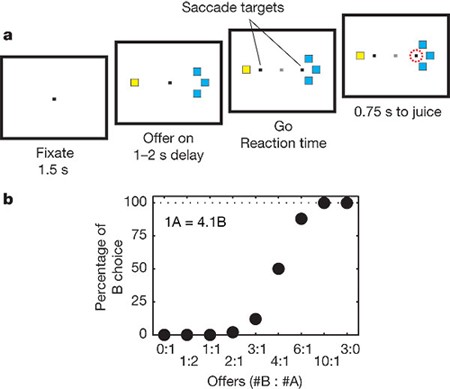 Saccade targets
a
Fixate
1.5 s
Offer on
1–2 s delay
Go
Reaction time
0.75 s to juice
b
Percentage of
B choice
100
75
50
25
0
1A = 4.1B
0:1
1:2
1:1
2:1
3:1
4:1
6:1
10:1
3:0
Offers (#B : #A)